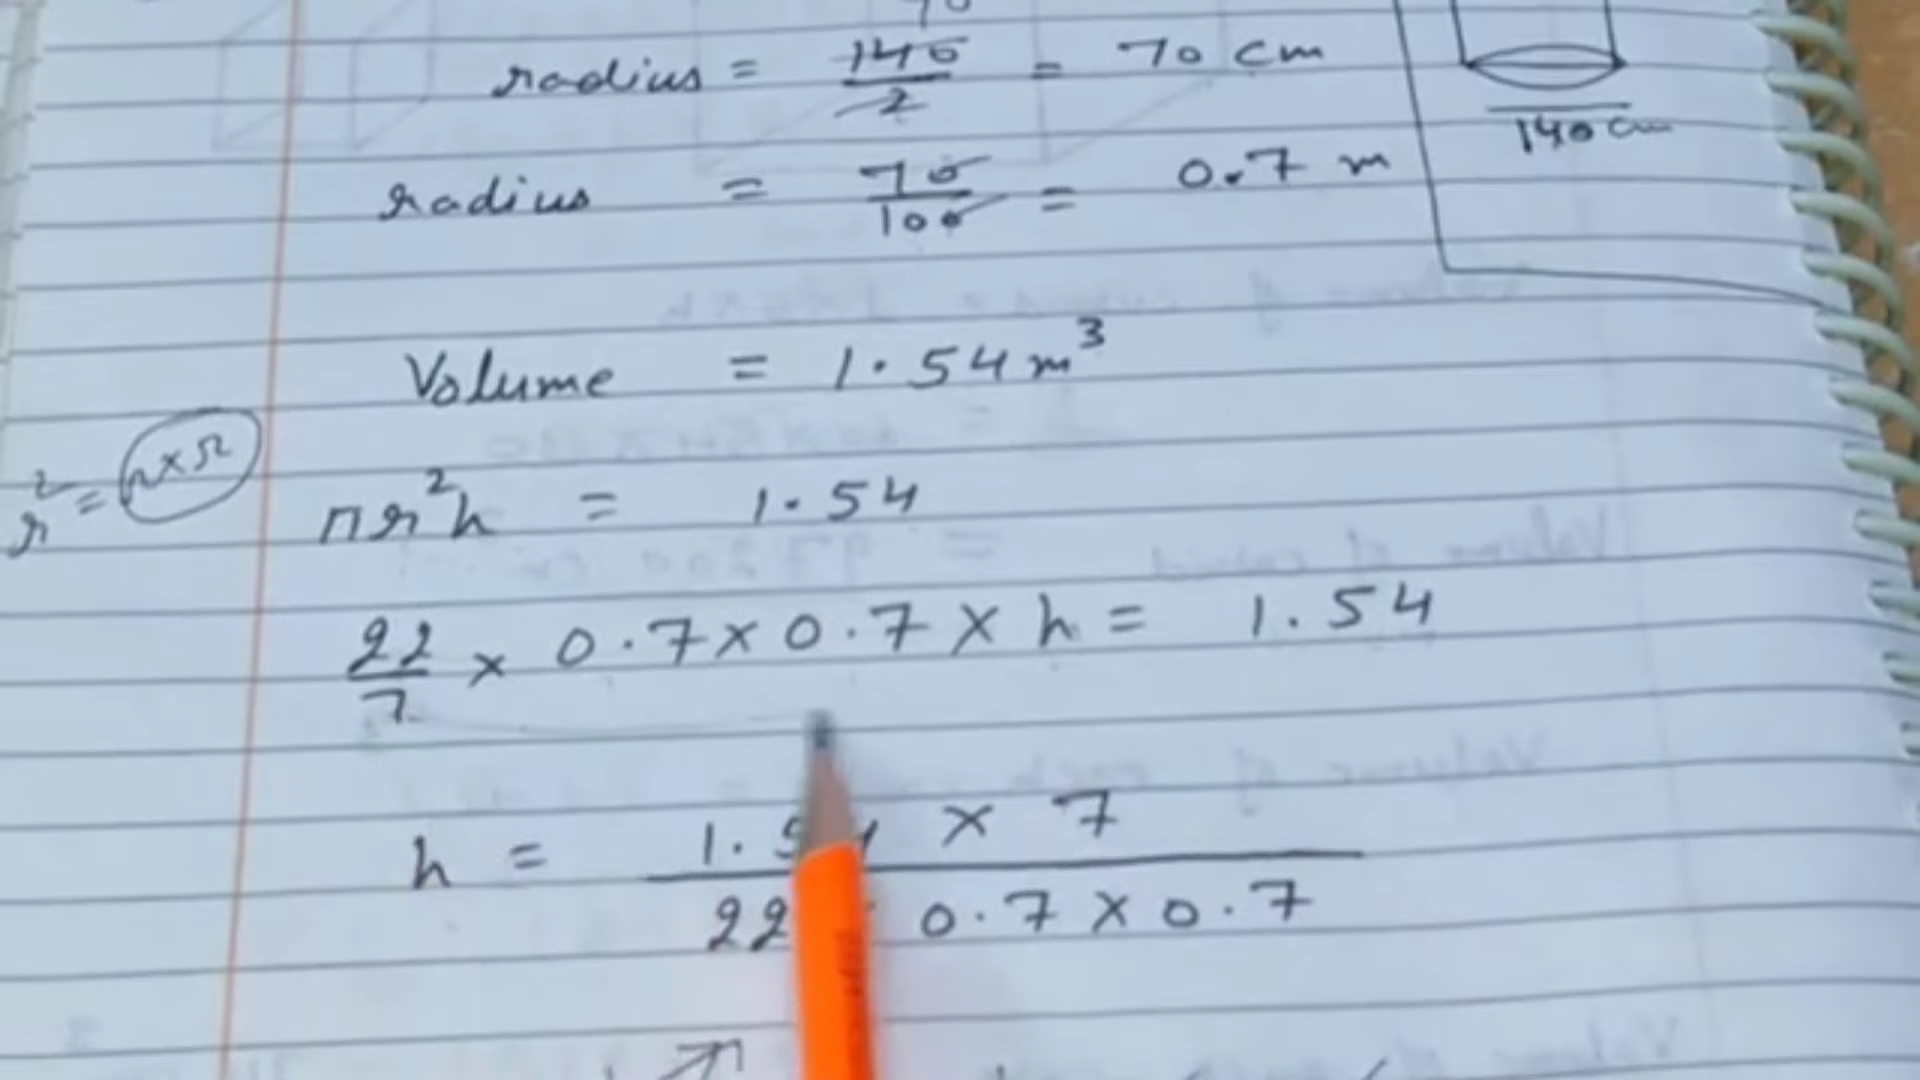 radius = 140/2 = 70 cm
140 cm
radius = 70/100 = 0.7 m
Volume = 1.54 m³
r² = r×r
πr²h = 1.54
22/7 × 0.7 × 0.7 × h = 1.54
h = 1.5 × 7 / 22 0.7 × 0.7